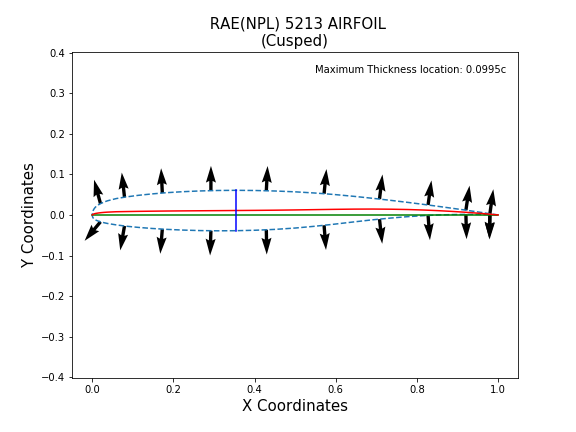 RAE(NPL) 5213 AIRFOIL
(Cusped)
Maximum Thickness location: 0.0995c
Y Coordinates
0.4
0.3
0.2
0.1
0.0
−0.1
−0.2
−0.3
−0.4
0.0 0.2 0.4 0.6 0.8 1.0
X Coordinates